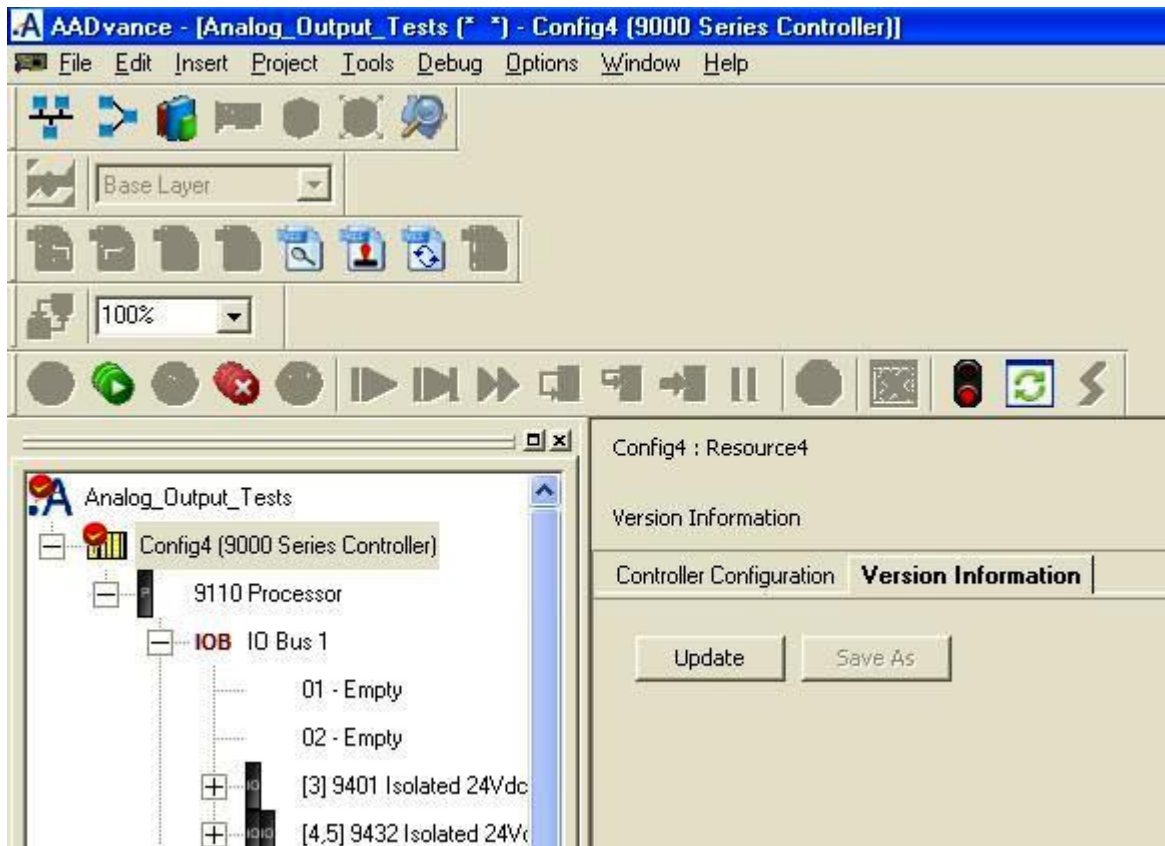 AADvance - [Analog_Output_Tests (* *) - Config4 (9000 Series Controller)]
File Edit Insert Project Tools Debug Options Window Help
Base Layer
100%
Analog_Output_Tests
Config4 (9000 Series Controller)
9110 Processor
IOB IO Bus 1
01 - Empty
02 - Empty
[3] 9401 Isolated 24Vdc
[4,5] 9432 Isolated 24V
Config4 : Resource4
Version Information
Controller Configuration Version Information
Update Save As